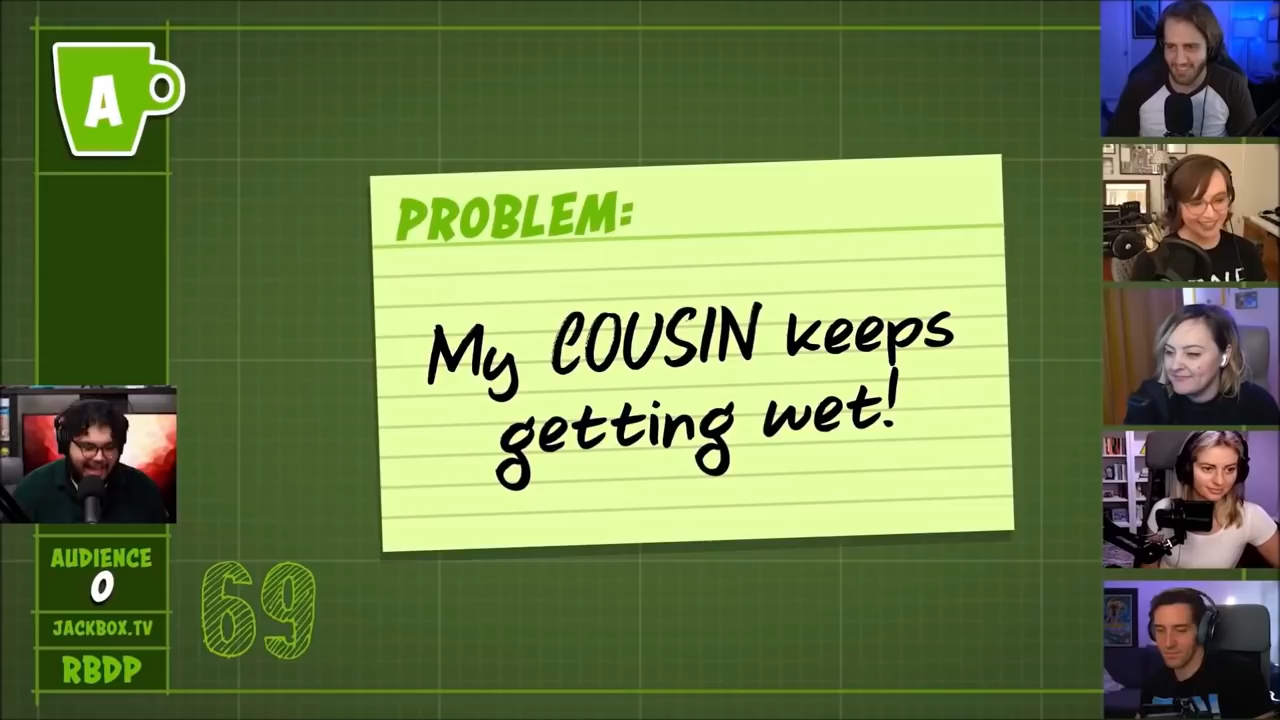 A
PROBLEM:
My COUSIN keeps
getting wet!
AUDIENCE
0
JACKBOX.TV
RBDP
69